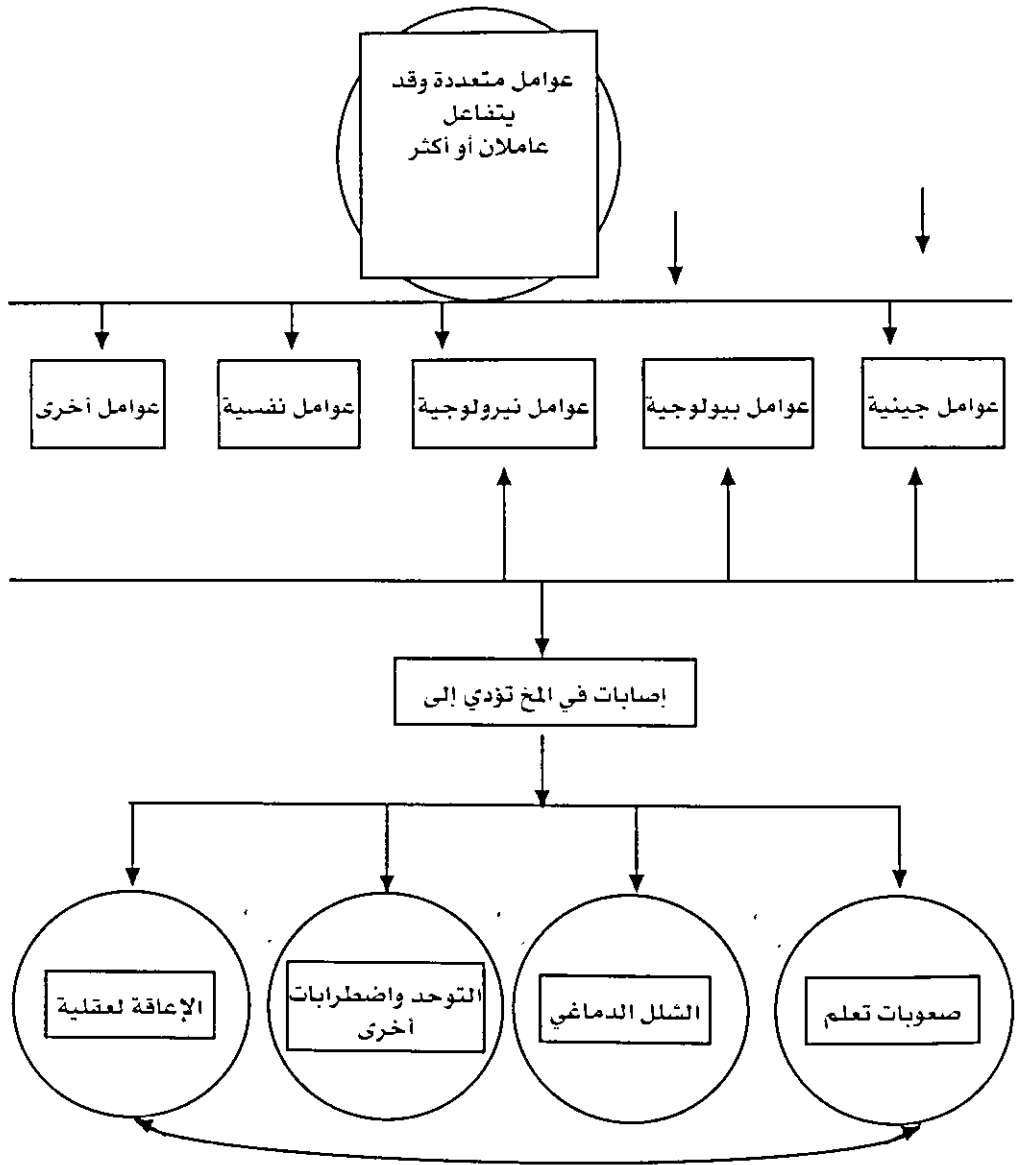 عوامل متعددة وقد
يتفاعل
عاملان أو أكثر
عوامل جينية
عوامل بيولوجية
عوامل نيرولوجية
عوامل نفسية
عوامل أخرى
إصابات في المخ تؤدي إلى
صعوبات تعلم
الشلل الدماغي
التوحد واضطرابات
أخرى
الإعاقة لعقلية